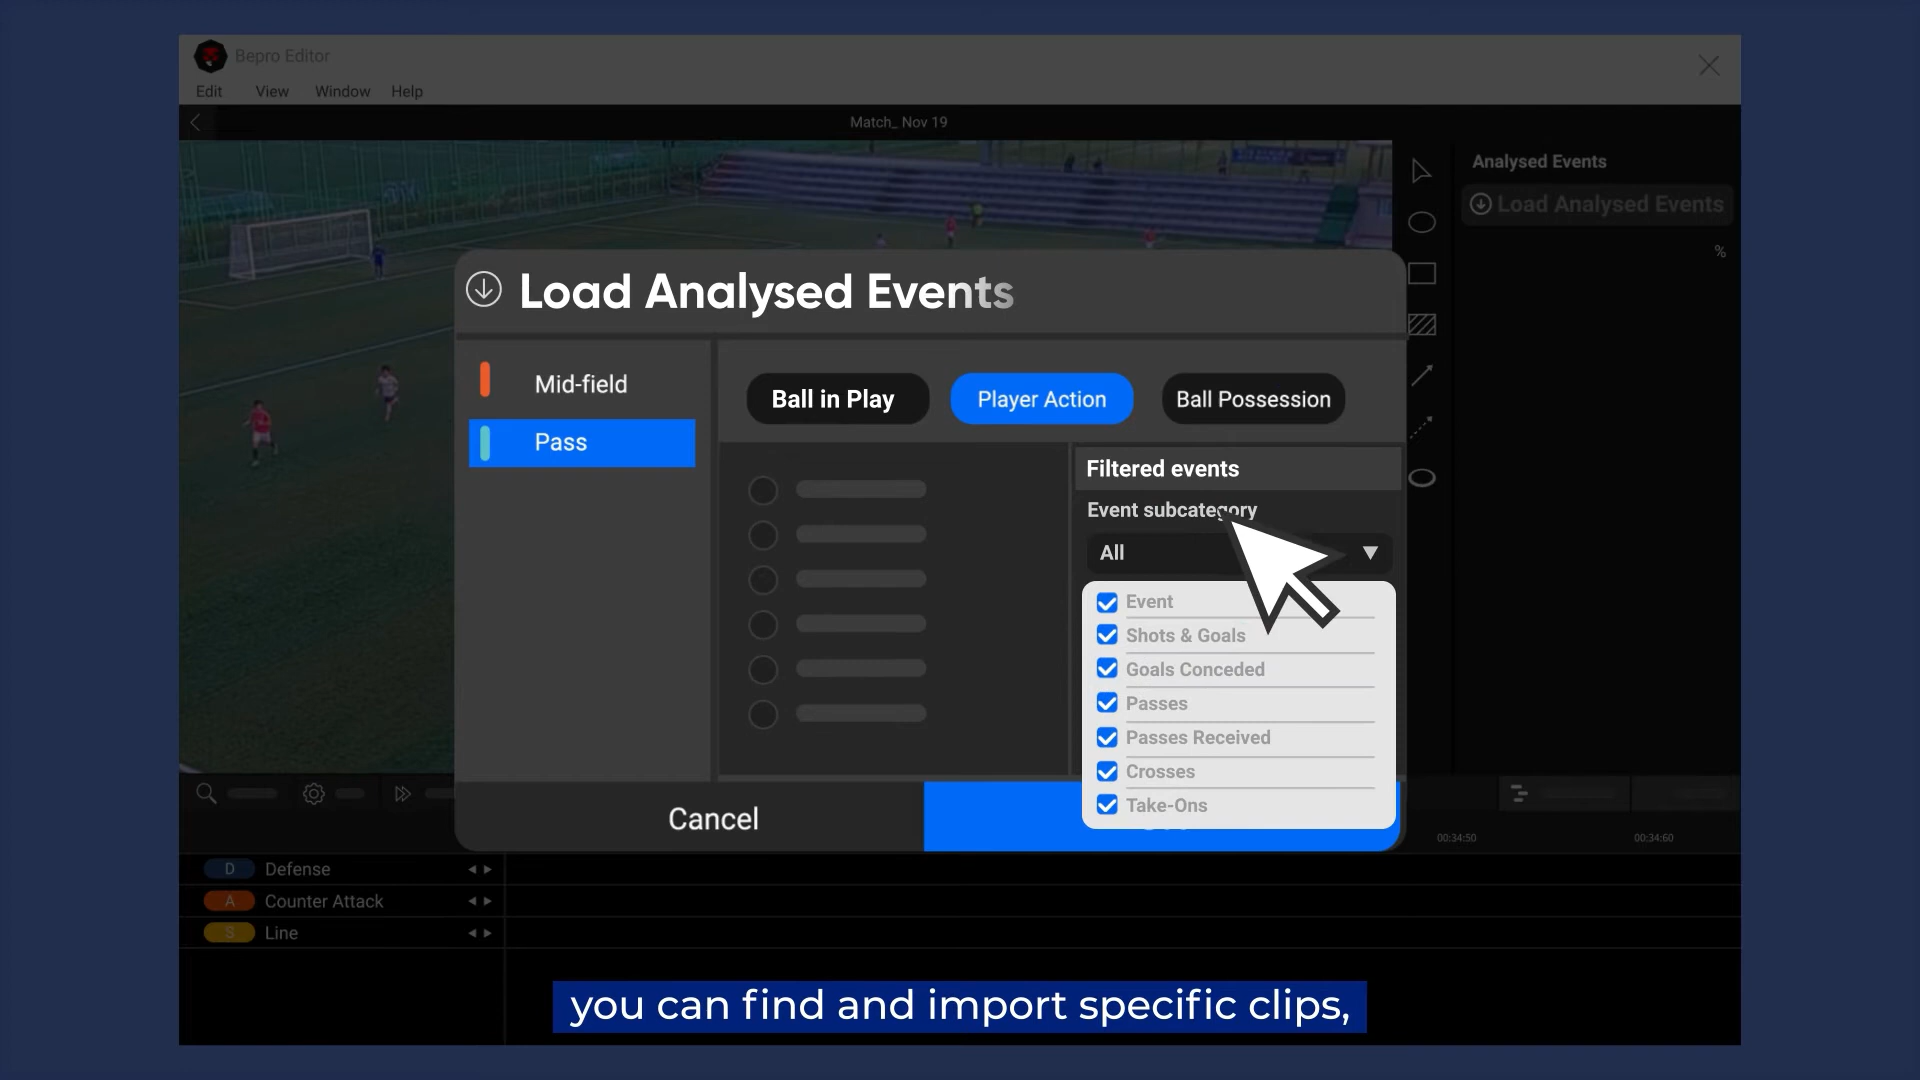 Bepro Editor
Edit View Window Help
Match_ Nov 19
Analysed Events
Load Analysed Events
%
Load Analysed Events
Mid-field
Pass
Ball in Play
Player Action
Ball Possession
Filtered events
Event subcategory
All
Event
Shots & Goals
Goals Conceded
Passes
Passes Received
Crosses
Take-Ons
Cancel
00:34:50
00:34:60
D Defense
A Counter Attack
S Line
you can find and import specific clips,